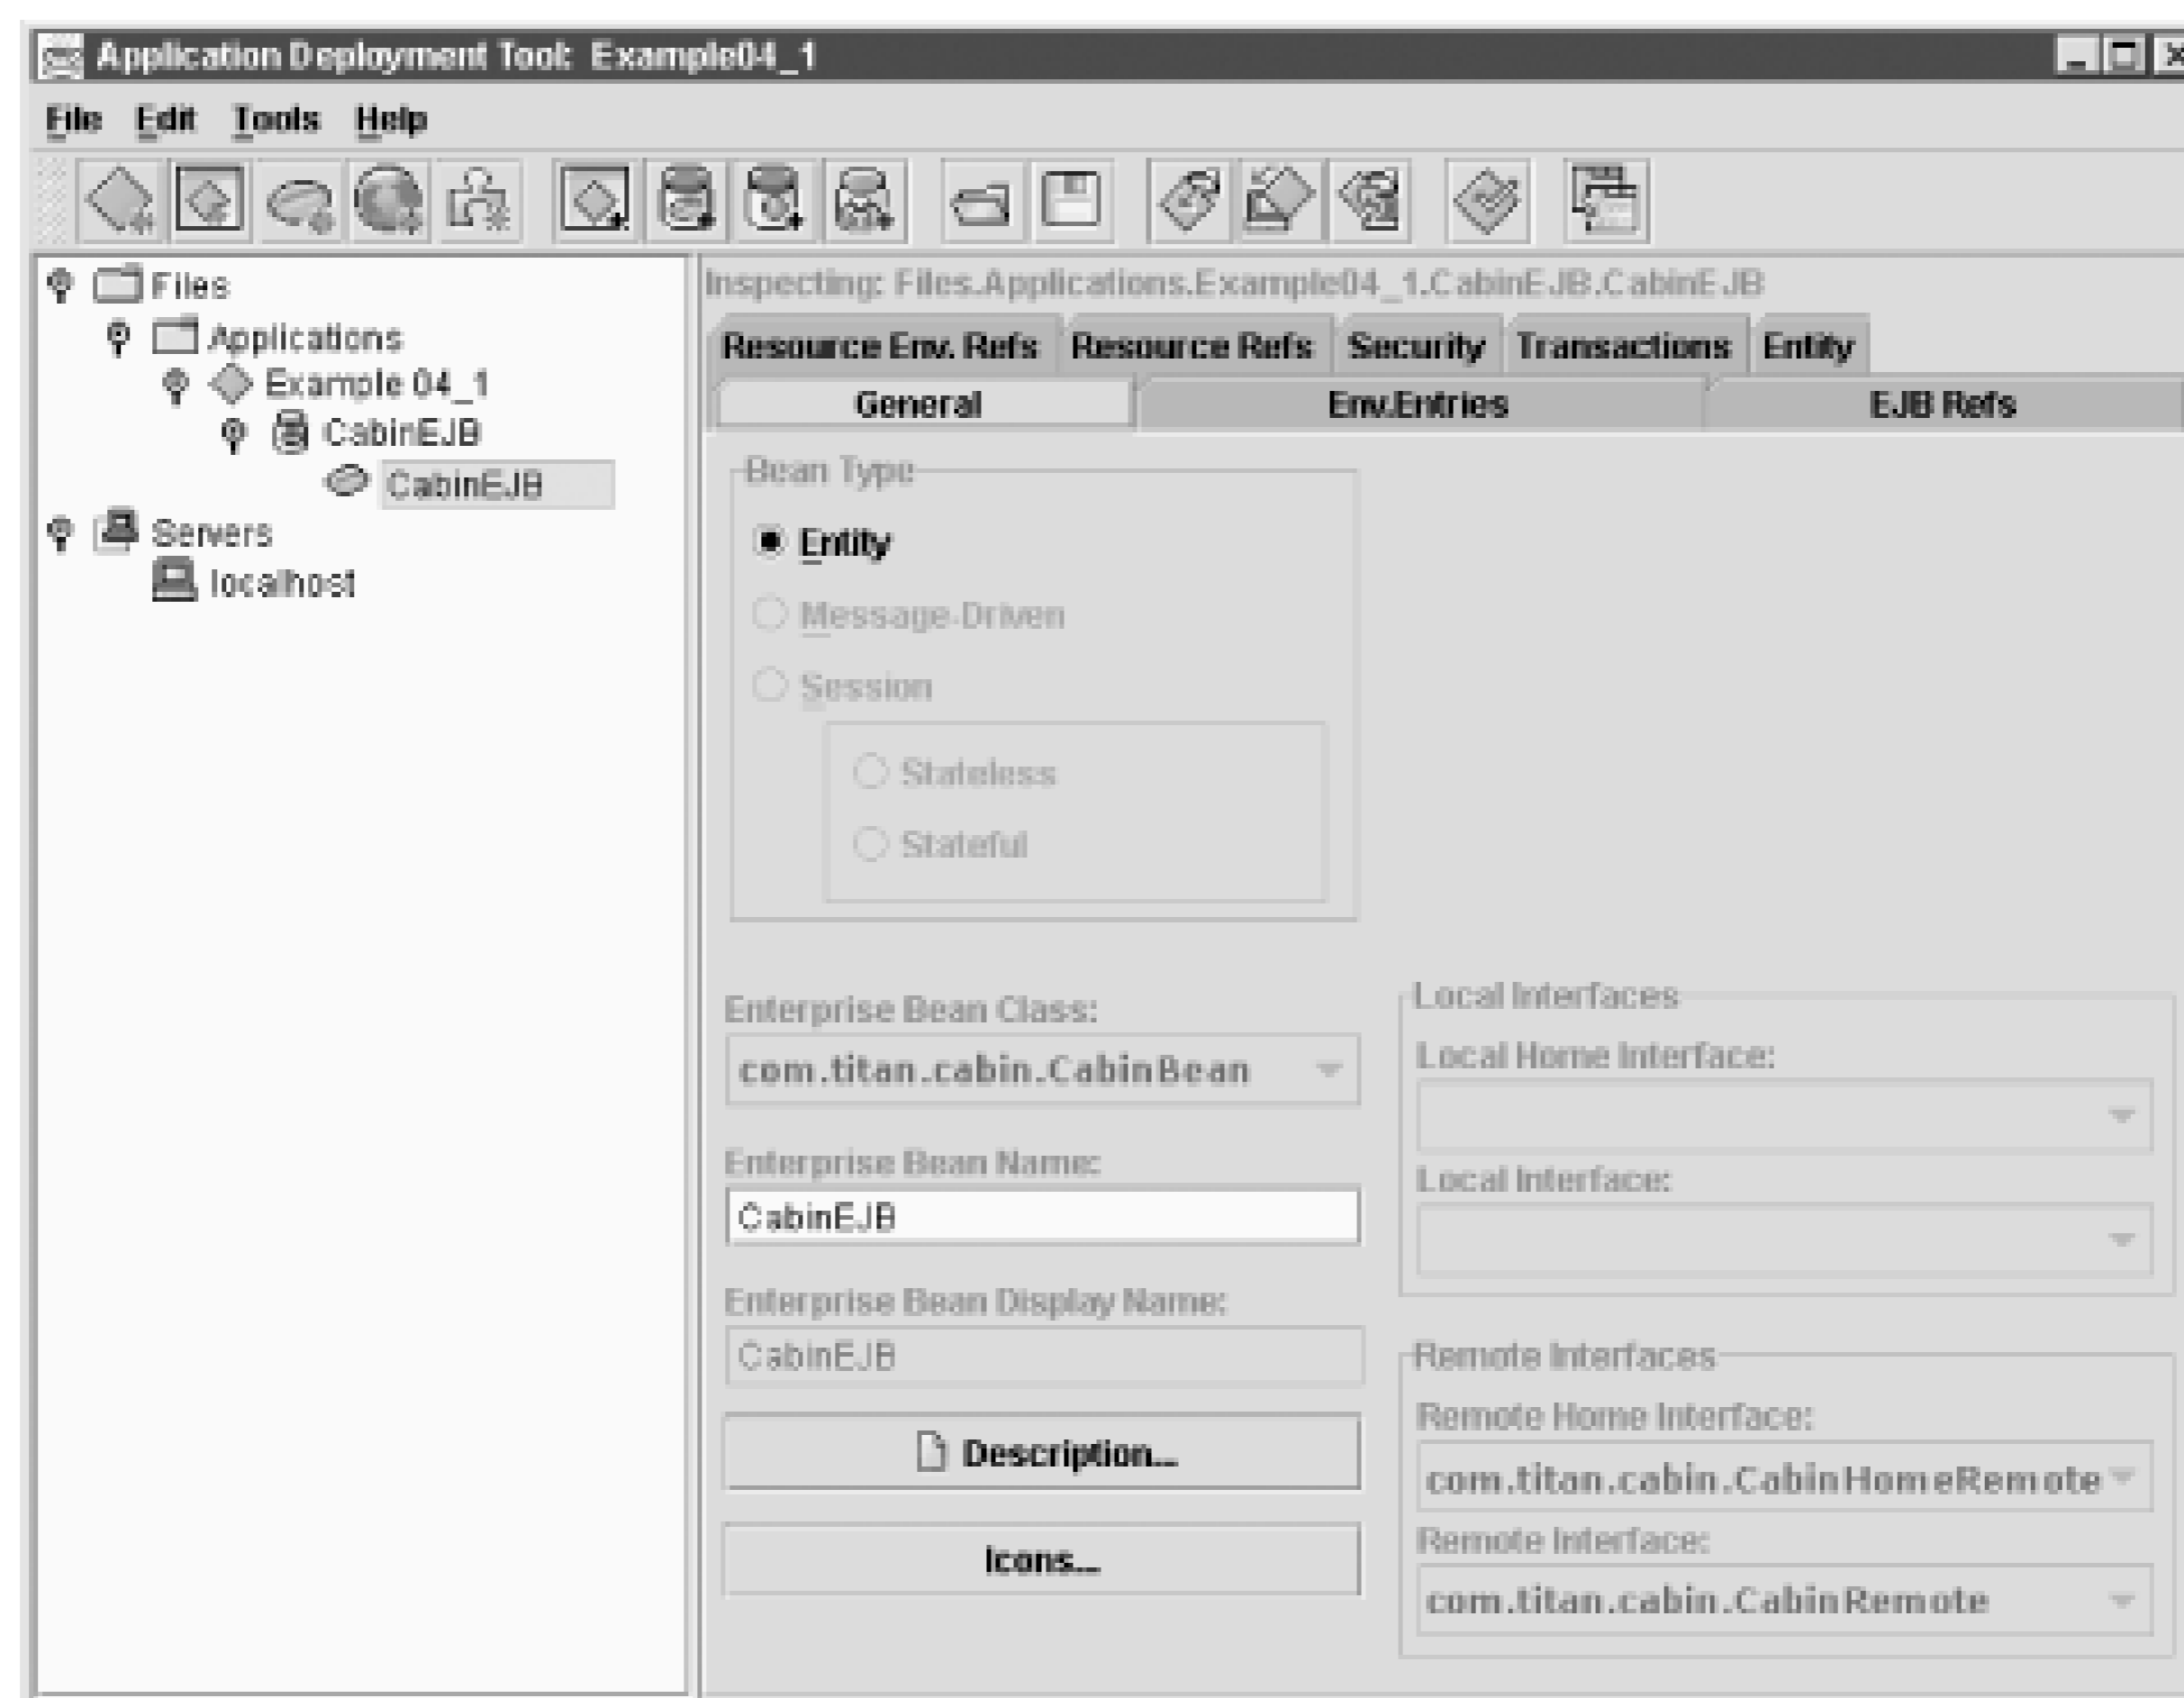 Application Deployment Tool: Example04_1
File Edit Tools Help
Files
Applications
Example 04_1
CabinEJB
CabinEJB
Servers
localhost
Inspecting: Files.Applications.Example04_1.CabinEJB.CabinEJB
Resource Env. Refs Resource Refs Security Transactions Entity
General Env.Entries EJB Refs
Bean Type
Entity
Message-Driven
Session
Stateless
Stateful
Enterprise Bean Class:
com.titan.cabin.CabinBean
Enterprise Bean Name:
CabinEJB
Enterprise Bean Display Name:
CabinEJB
Description...
Icons...
Local Interfaces
Local Home Interface:
Local Interface:
Remote Interfaces
Remote Home Interface:
com.titan.cabin.CabinHomeRemote
Remote Interface:
com.titan.cabin.CabinRemote